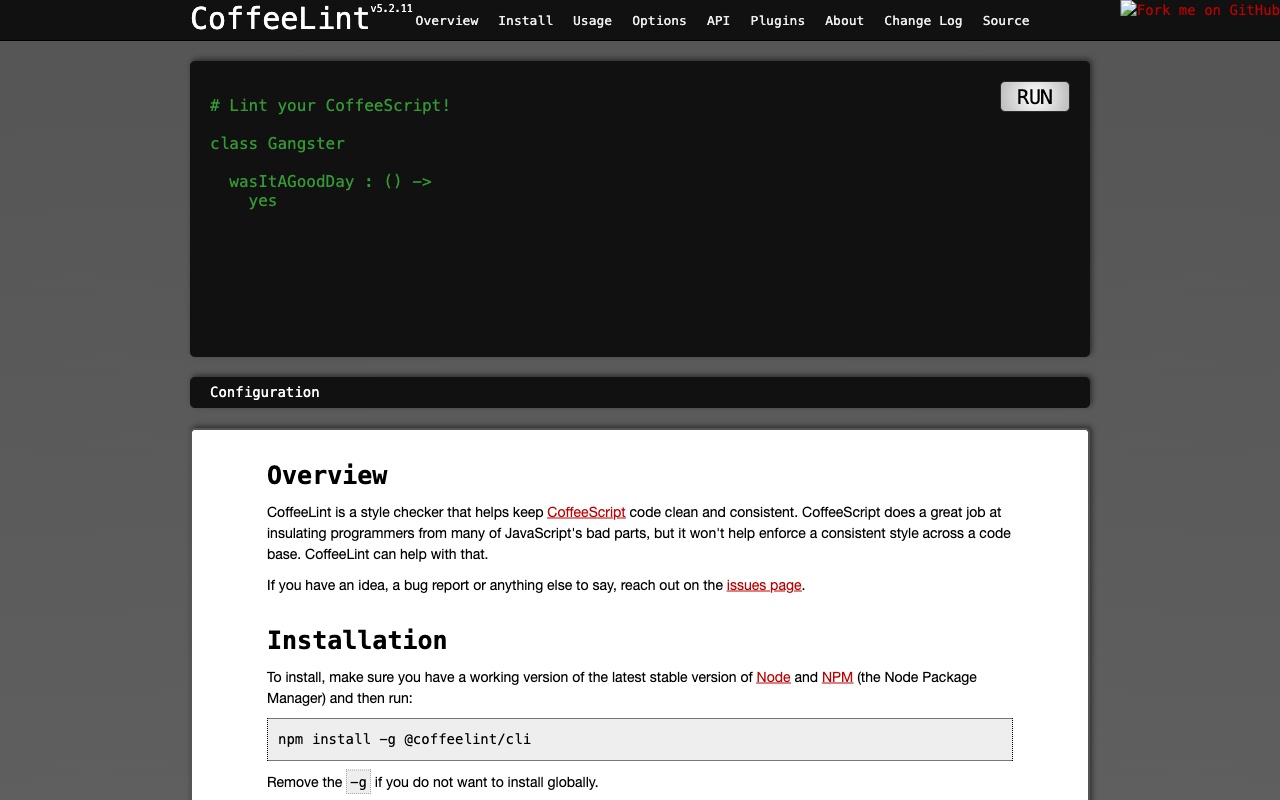 CoffeeLint v5.2.11 Overview Install Usage Options API Plugins About Change Log Source Fork me on GitHub
RUN
# Lint your CoffeeScript!
class Gangster
wasItAGoodDay : () ->
yes
Configuration
Overview
CoffeeLint is a style checker that helps keep CoffeeScript code clean and consistent. CoffeeScript does a great job at
insulating programmers from many of JavaScript's bad parts, but it won't help enforce a consistent style across a code
base. CoffeeLint can help with that.
If you have an idea, a bug report or anything else to say, reach out on the issues page.
Installation
To install, make sure you have a working version of the latest stable version of Node and NPM (the Node Package
Manager) and then run:
npm install -g @coffeelint/cli
Remove the -g if you do not want to install globally.